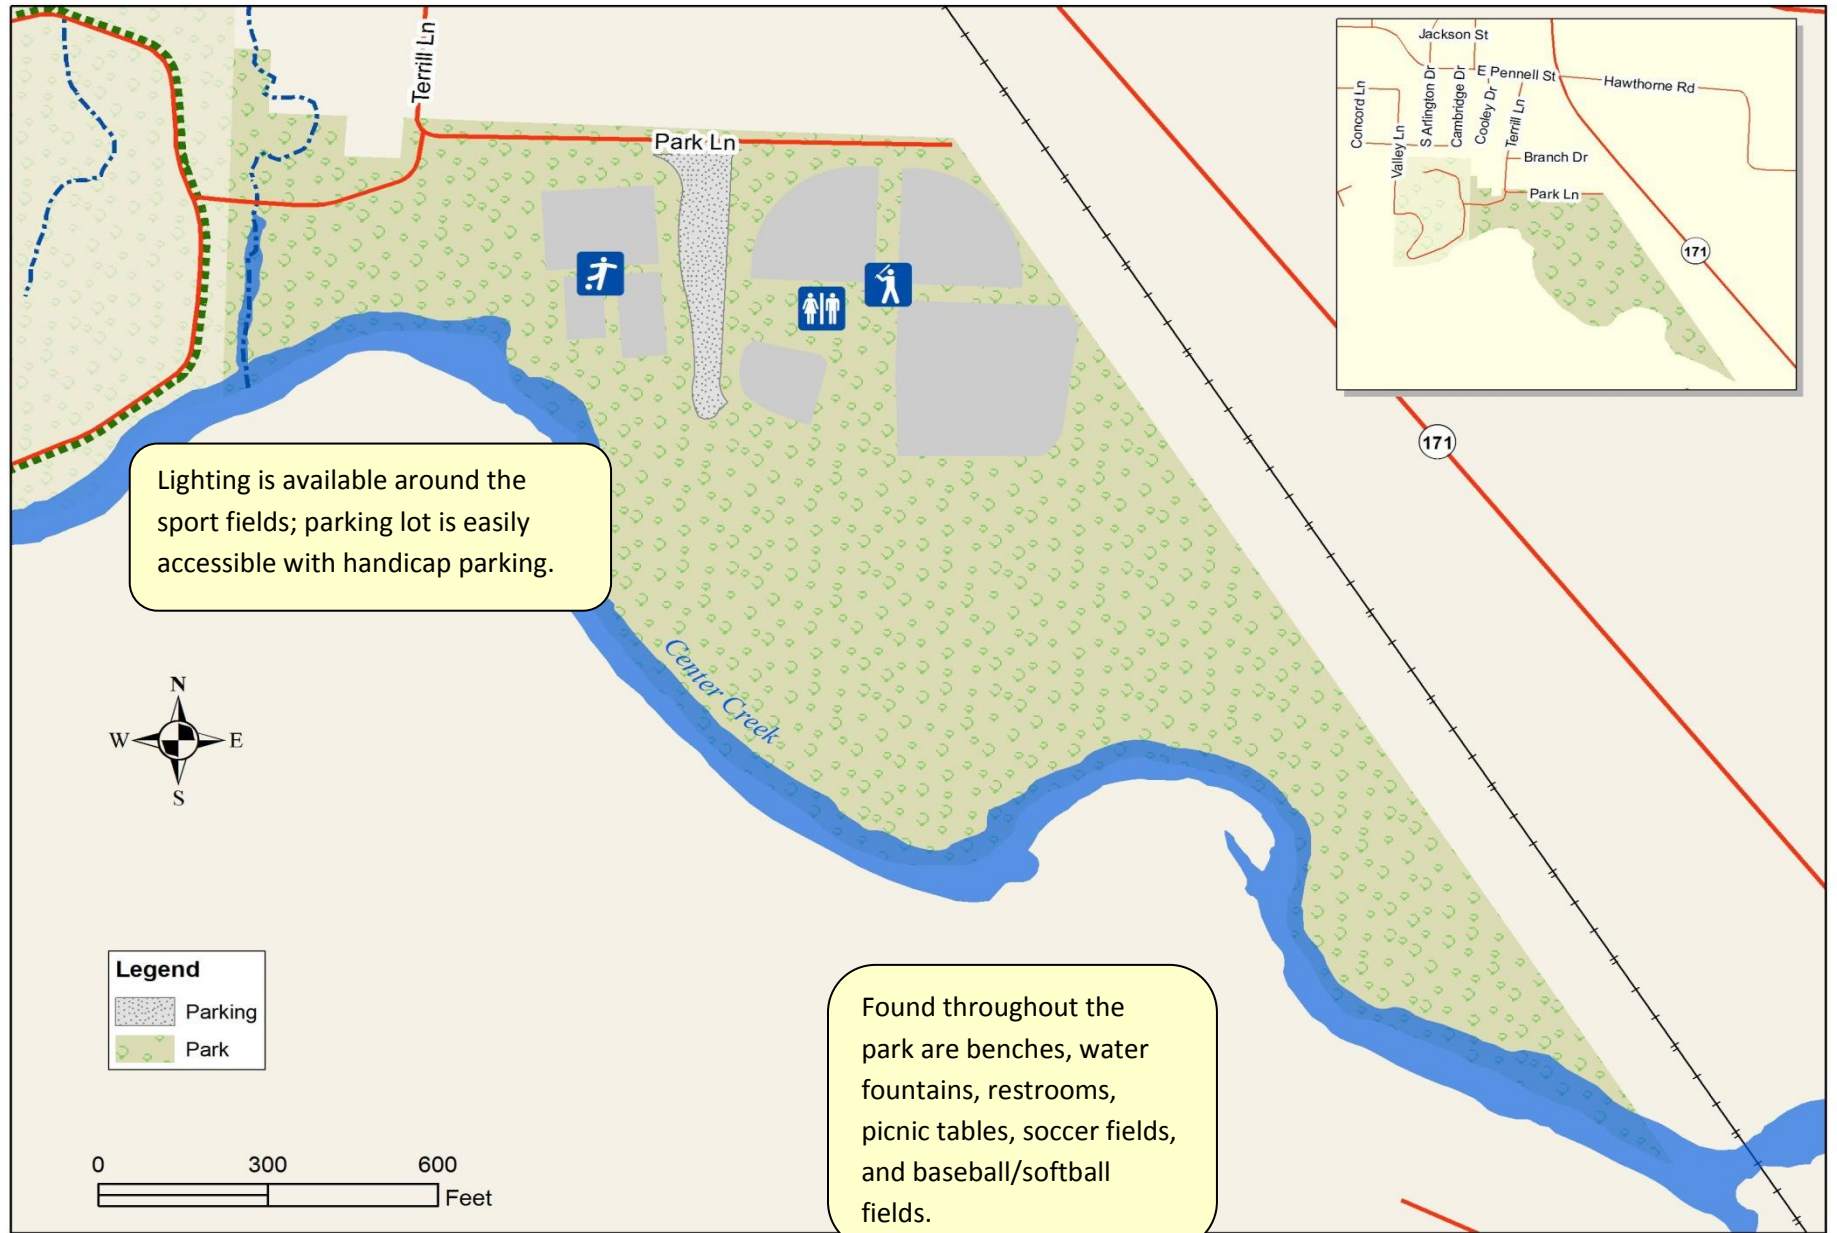 Terrill Ln
Park Ln
Jackson St
E Pennell St
Hawthorne Rd
Concord Ln
Valley Ln
S Arlington Dr
Cambridge Dr
Cooley Dr
Terrill Ln
Branch Dr
Park Ln
171
171
Lighting is available around the
sport fields; parking lot is easily
accessible with handicap parking.
Center Creek
N
W
E
S
Legend
Parking
Park
Found throughout the
park are benches, water
fountains, restrooms,
picnic tables, soccer fields,
and baseball/softball
fields.
0 300 600
Feet